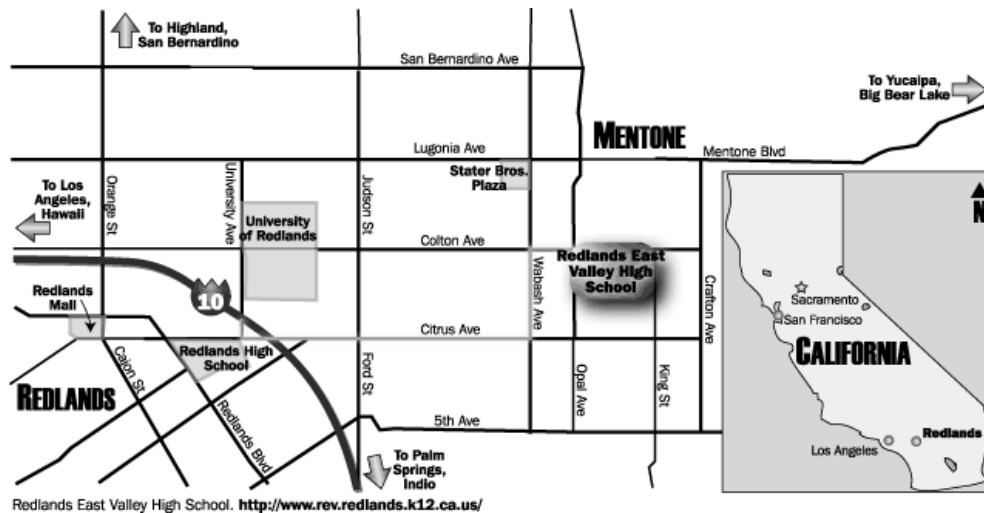 To Highland,
San Bernardino
San Bernardino Ave
To Yucaipa,
Big Bear Lake
MENTONE
Lugonia Ave
Mentone Blvd
Stater Bros.
Plaza
To Los
Angeles,
Hawaii
Orange St
University Ave
Judson St
University
of Redlands
N
Colton Ave
Redlands East
Valley High
School
Wabash Ave
Crafton Ave
10
Redlands
Mall
Sacramento
San Francisco
Citrus Ave
CALIFORNIA
Redlands High
School
Cajon St
REDLANDS
Ford St
Opal Ave
King St
Redlands Blvd
5th Ave
Redlands
Los Angeles
To Palm
Springs,
Indio
Redlands East Valley High School. http://www.rev.redlands.k12.ca.us/